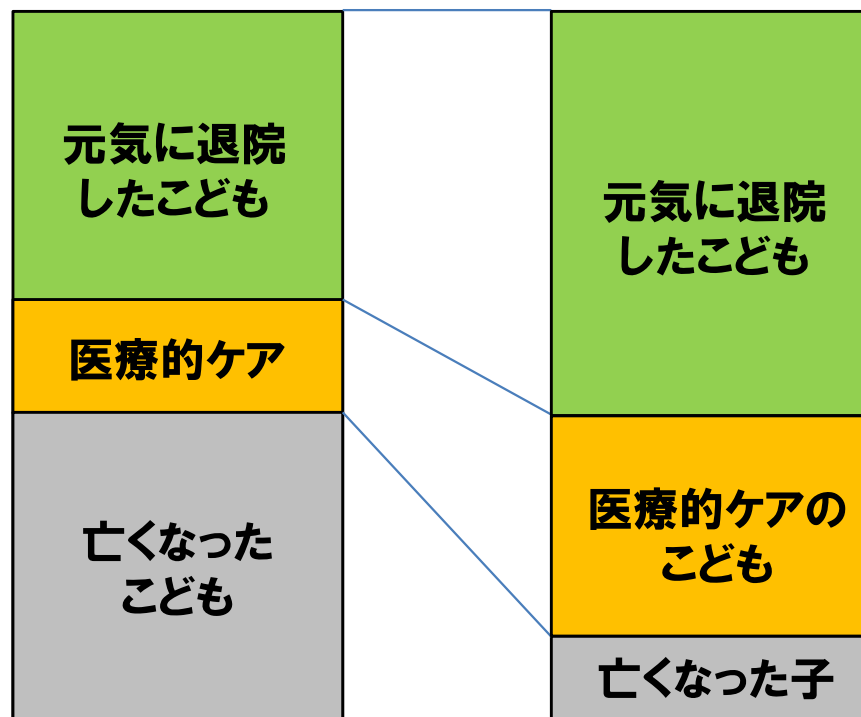 元気に退院
したこども
医療的ケア
亡くなった
こども
元気に退院
したこども
医療的ケアの
こども
亡くなった子